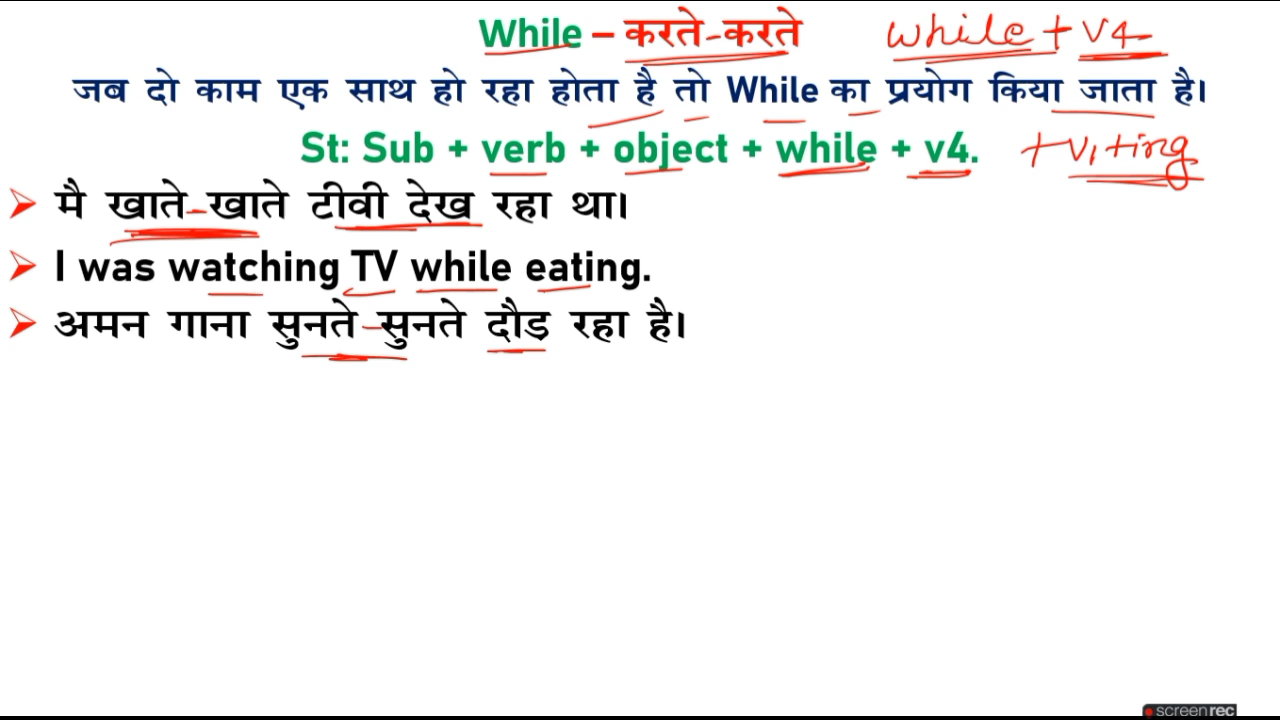 While – करते-करते while + v4
जब दो काम एक साथ हो रहा होता है तो While का प्रयोग किया जाता है।
St: Sub + verb + object + while + v4. + v1 + ing
➤ मै खाते-खाते टीवी देख रहा था।
➤ I was watching TV while eating.
➤ अमन गाना सुनते-सुनते दौड़ रहा है।
screenrec